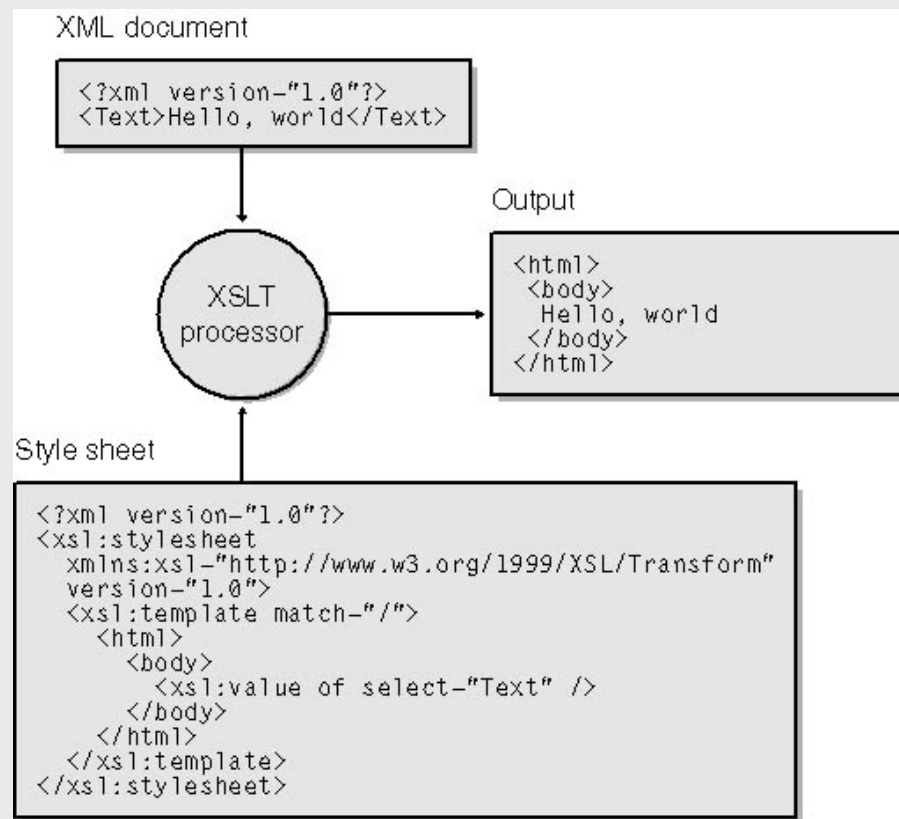 XML document
<?xml version="1.0"?>
<Text>Hello, world</Text>
XSLT
processor
Output
<html>
<body>
Hello, world
</body>
</html>
Style sheet
<?xml version="1.0"?>
<xsl:stylesheet
xmlns:xsl="http://www.w3.org/1999/XSL/Transform"
version="1.0">
<xsl:template match="/">
<html>
<body>
<xsl:value of select="Text" />
</body>
</html>
</xsl:template>
</xsl:stylesheet>